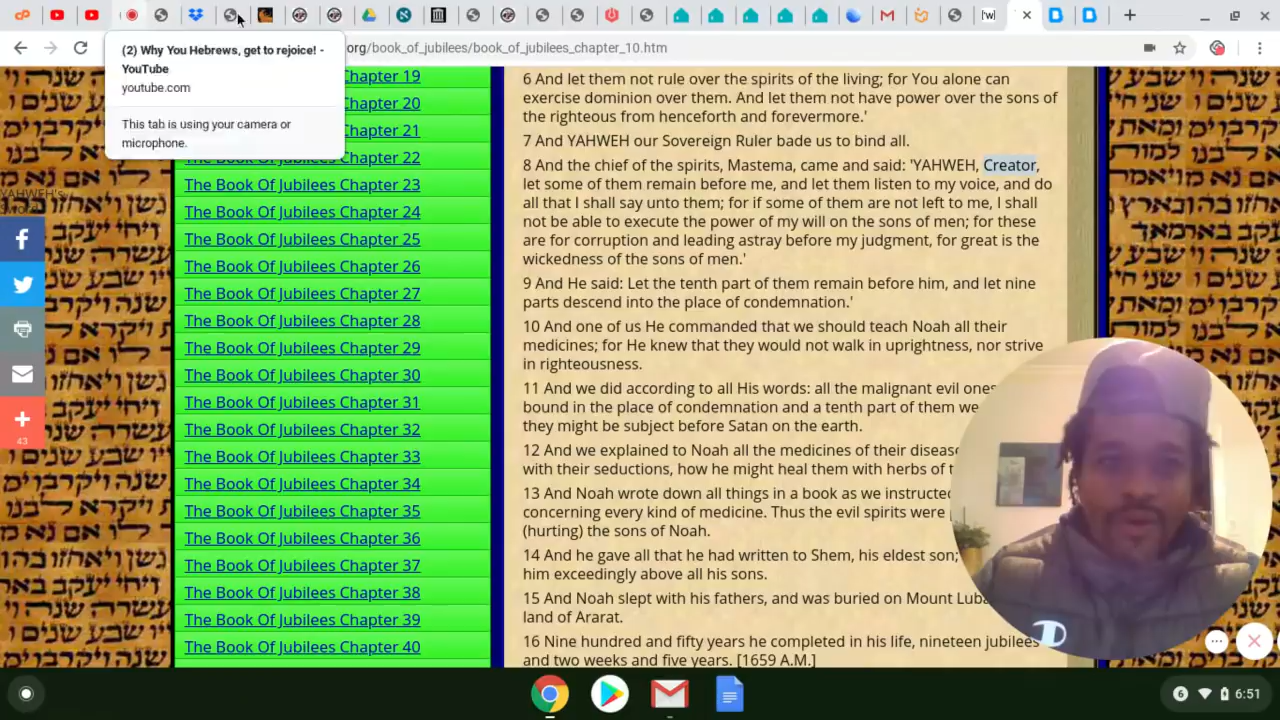 (2) Why You Hebrews, get to rejoice! -
YouTube
youtube.com
This tab is using your camera or
microphone.
org/book_of_jubilees/book_of_jubilees_chapter_10.htm
YAHWEH's
43
Chapter 19
Chapter 20
Chapter 21
The Book Of Jubilees Chapter 22
The Book Of Jubilees Chapter 23
The Book Of Jubilees Chapter 24
The Book Of Jubilees Chapter 25
The Book Of Jubilees Chapter 26
The Book Of Jubilees Chapter 27
The Book Of Jubilees Chapter 28
The Book Of Jubilees Chapter 29
The Book Of Jubilees Chapter 30
The Book Of Jubilees Chapter 31
The Book Of Jubilees Chapter 32
The Book Of Jubilees Chapter 33
The Book Of Jubilees Chapter 34
The Book Of Jubilees Chapter 35
The Book Of Jubilees Chapter 36
The Book Of Jubilees Chapter 37
The Book Of Jubilees Chapter 38
The Book Of Jubilees Chapter 39
The Book Of Jubilees Chapter 40
6 And let them not rule over the spirits of the living; for You alone can
exercise dominion over them. And let them not have power over the sons of
the righteous from henceforth and forevermore.'
7 And YAHWEH our Sovereign Ruler bade us to bind all.
8 And the chief of the spirits, Mastema, came and said: 'YAHWEH, Creator,
let some of them remain before me, and let them listen to my voice, and do
all that I shall say unto them; for if some of them are not left to me, I shall
not be able to execute the power of my will on the sons of men; for these
are for corruption and leading astray before my judgment, for great is the
wickedness of the sons of men.'
9 And He said: Let the tenth part of them remain before him, and let nine
parts descend into the place of condemnation.'
10 And one of us He commanded that we should teach Noah all their
medicines; for He knew that they would not walk in uprightness, nor strive
in righteousness.
11 And we did according to all His words: all the malignant evil ones
bound in the place of condemnation and a tenth part of them we
they might be subject before Satan on the earth.
12 And we explained to Noah all the medicines of their
with their seductions, how he might heal them with herbs of
13 And Noah wrote down all things in a book as we instructed
concerning every kind of medicine. Thus the evil spirits were
(hurting) the sons of Noah.
14 And he gave all that he had written to Shem, his eldest son;
him exceedingly above all his sons.
15 And Noah slept with his fathers, and was buried on Mount
land of Ararat.
16 Nine hundred and fifty years he completed in his life, nineteen jubilees
and two weeks and five years. [1659 A.M.]
6 6:51